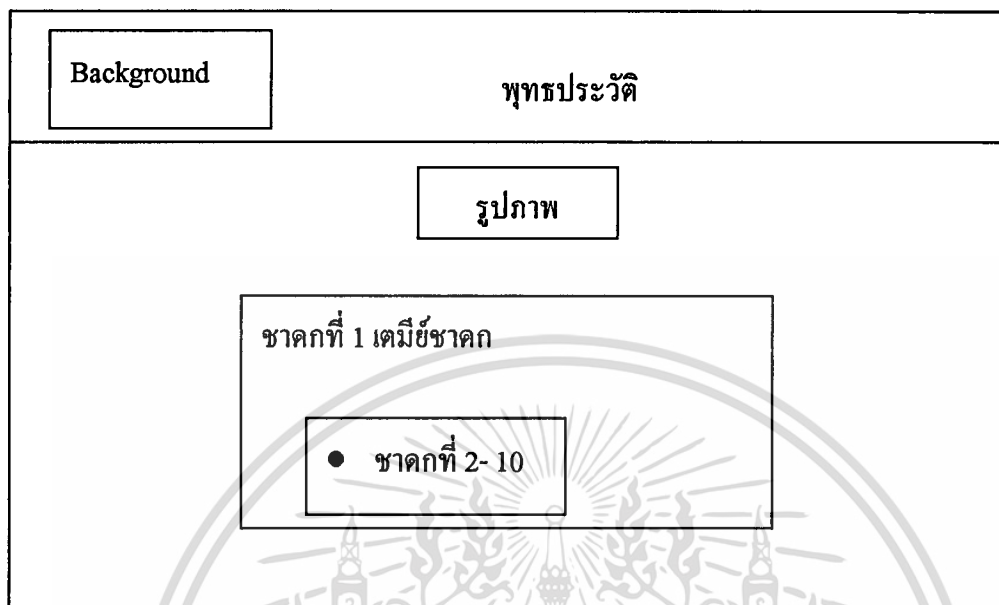 Background
พุทธประวัติ
รูปภาพ
ชาดกที่ 1 เตมีย์ชาดก
● ชาดกที่ 2- 10